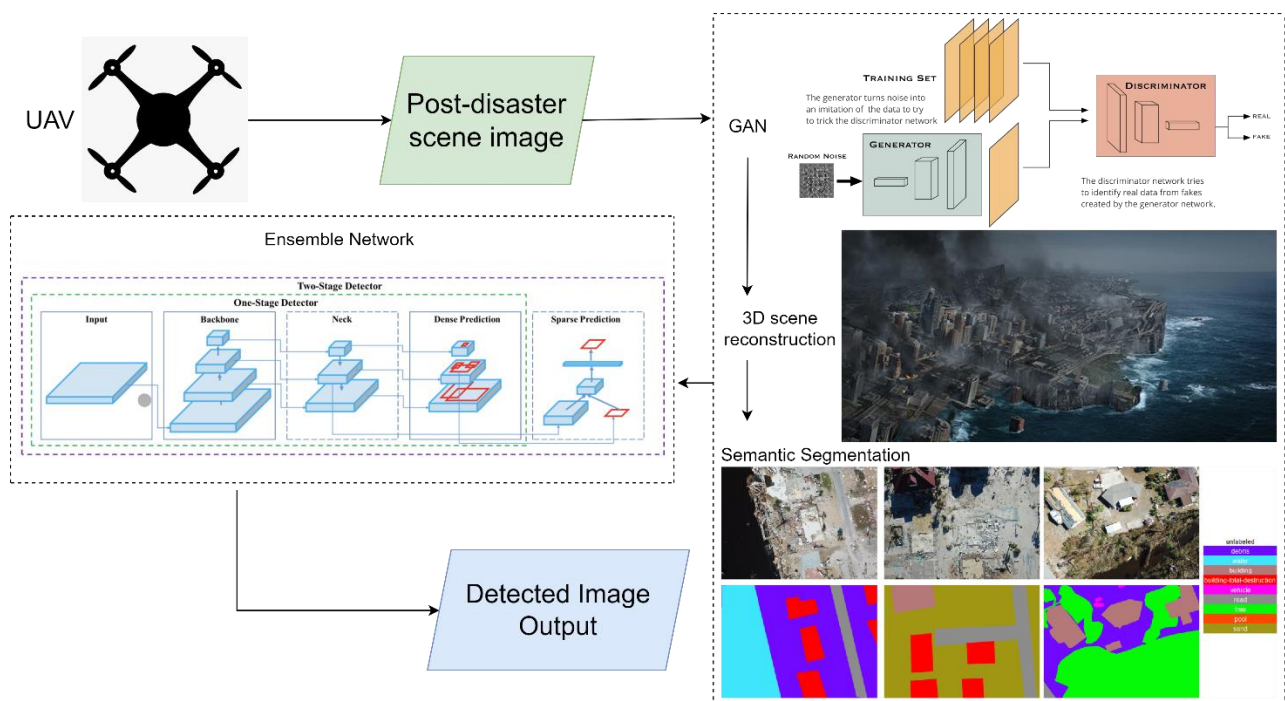 UAV
Post-disaster
scene image
GAN
TRAINING SET
The generator turns noise into
an imitation of the data to try
to trick the discriminator network
RANDOM NOISE
GENERATOR
DISCRIMINATOR
REAL
FAKE
The discriminator network tries
to identify real data from fakes
created by the generator network.
3D scene
reconstruction
Semantic Segmentation
unlabeled
debris
water
building
building-total-destruction
vehicle
road
tree
pool
sand
Ensemble Network
Two-Stage Detector
One-Stage Detector
Input
Backbone
Neck
Dense Prediction
Sparse Prediction
Detected Image
Output